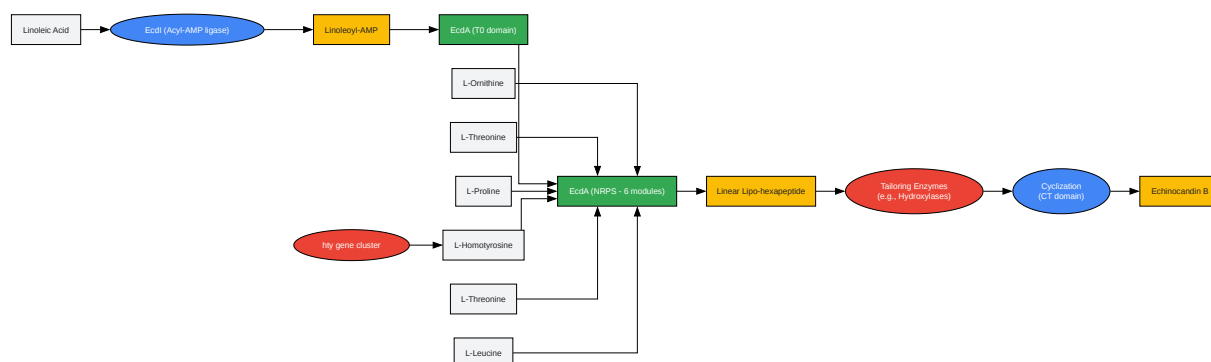 Linoleic Acid
EcdI (Acyl-AMP ligase)
Linoleoyl-AMP
EcdA (T0 domain)
L-Ornithine
L-Threonine
L-Proline
EcdA (NRPS - 6 modules)
Linear Lipo-hexapeptide
Tailoring Enzymes
(e.g., Hydroxylases)
Cyclization
(CT domain)
Echinocandin B
hty gene cluster
L-Homotyrosine
L-Threonine
L-Leucine